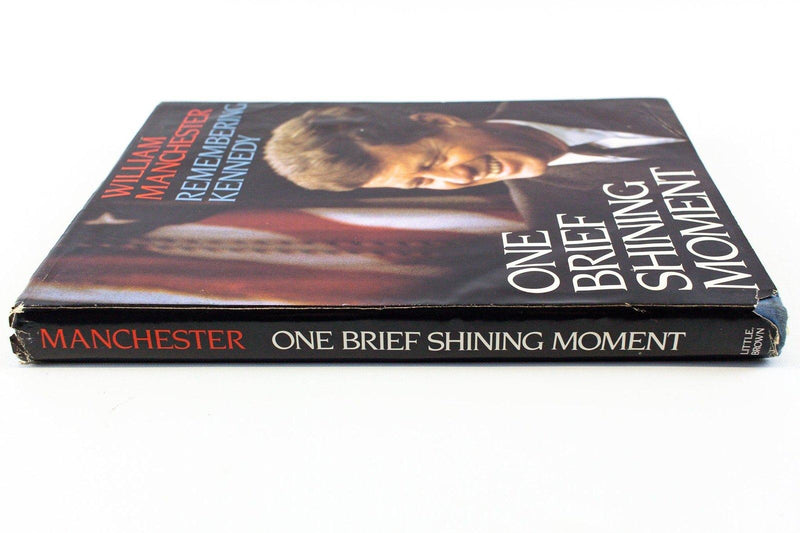 WILLIAM
MANCHESTER
REMEMBERING
KENNEDY
ONE
BRIEF
SHINING
MOMENT
MANCHESTER ONE BRIEF SHINING MOMENT
LITTLE,
BROWN